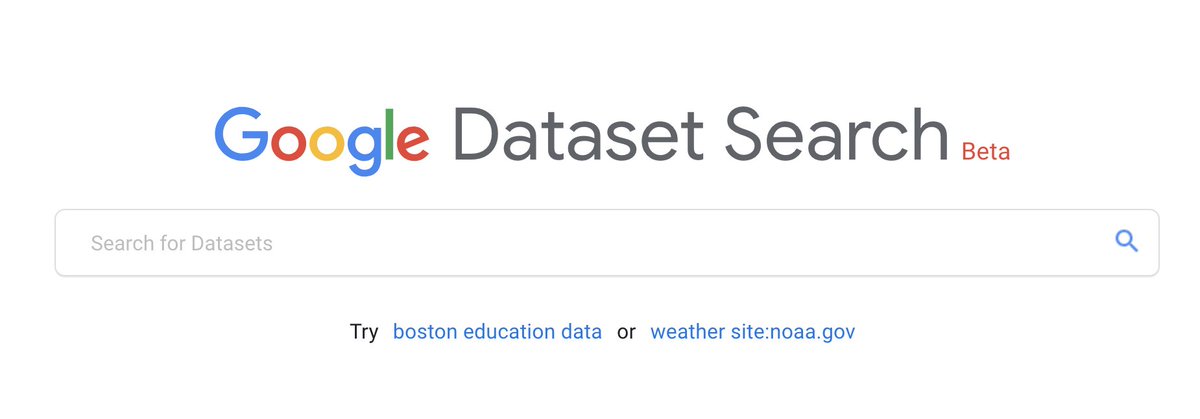 Google Dataset Search Beta
Search for Datasets
Try boston education data or weather site:noaa.gov